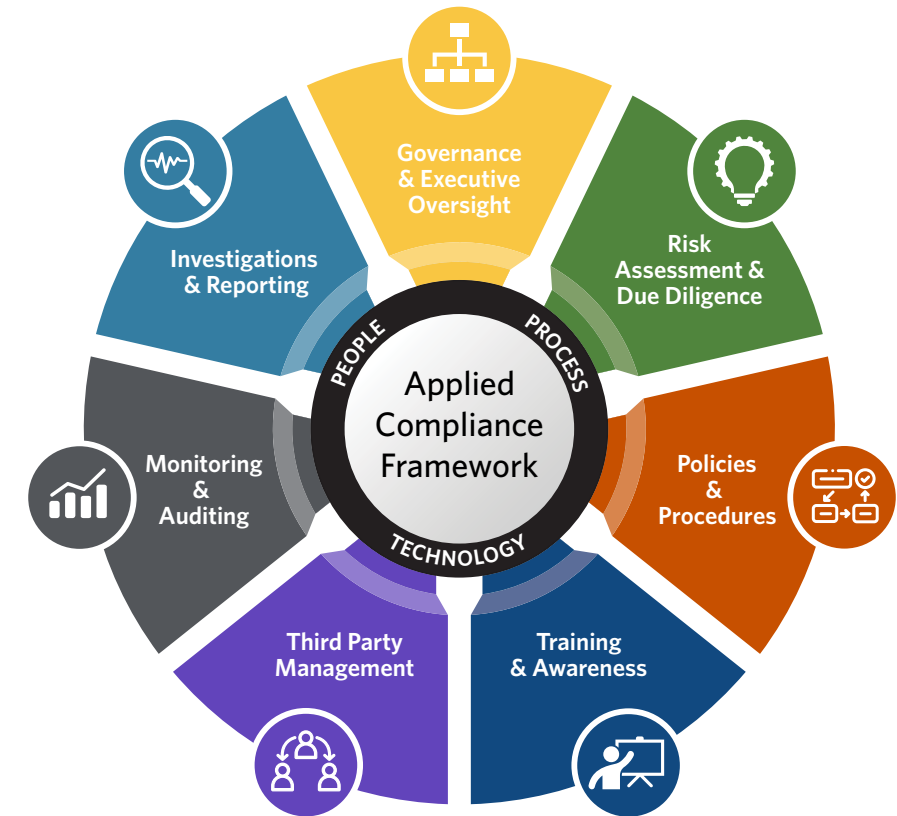 Governance
& Executive
Oversight
Risk
Assessment &
Due Diligence
Policies
&
Procedures
Training
& Awareness
Third Party
Management
Monitoring
&
Auditing
Investigations
& Reporting
PEOPLE
PROCESS
TECHNOLOGY
Applied
Compliance
Framework